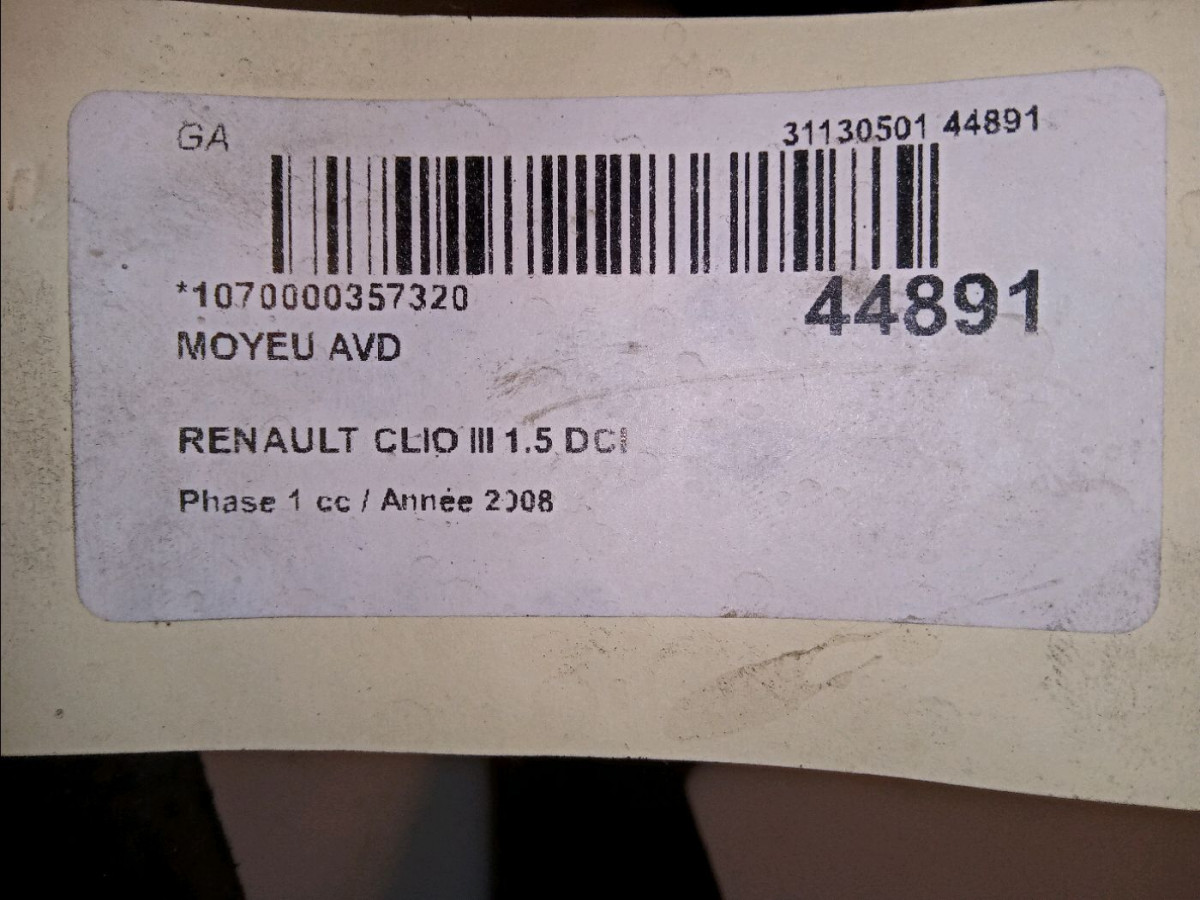 GA
31130501 44891
*1070000357320
44891
MOYEU AVD
RENAULT CLIO III 1.5 DCI
Phase 1 cc / Année 2008